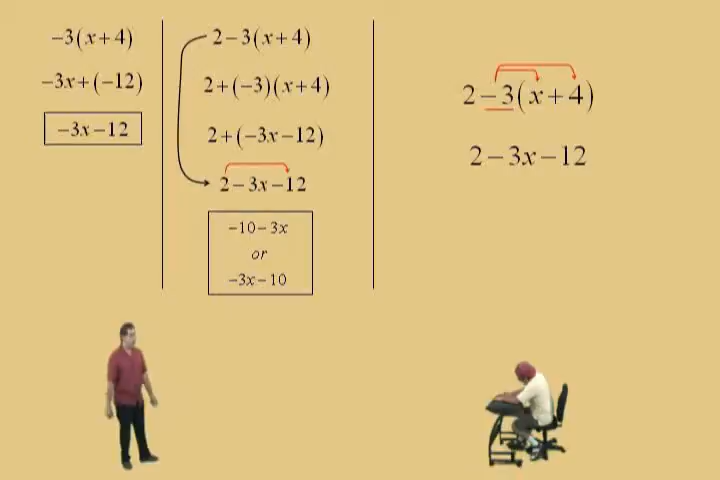 −3(x+4)
−3x+(−12)
−3x−12
2−3(x+4)
2+(−3)(x+4)
2+(−3x−12)
2−3x−12
−10−3x
or
−3x−10
2−3(x+4)
2−3x−12